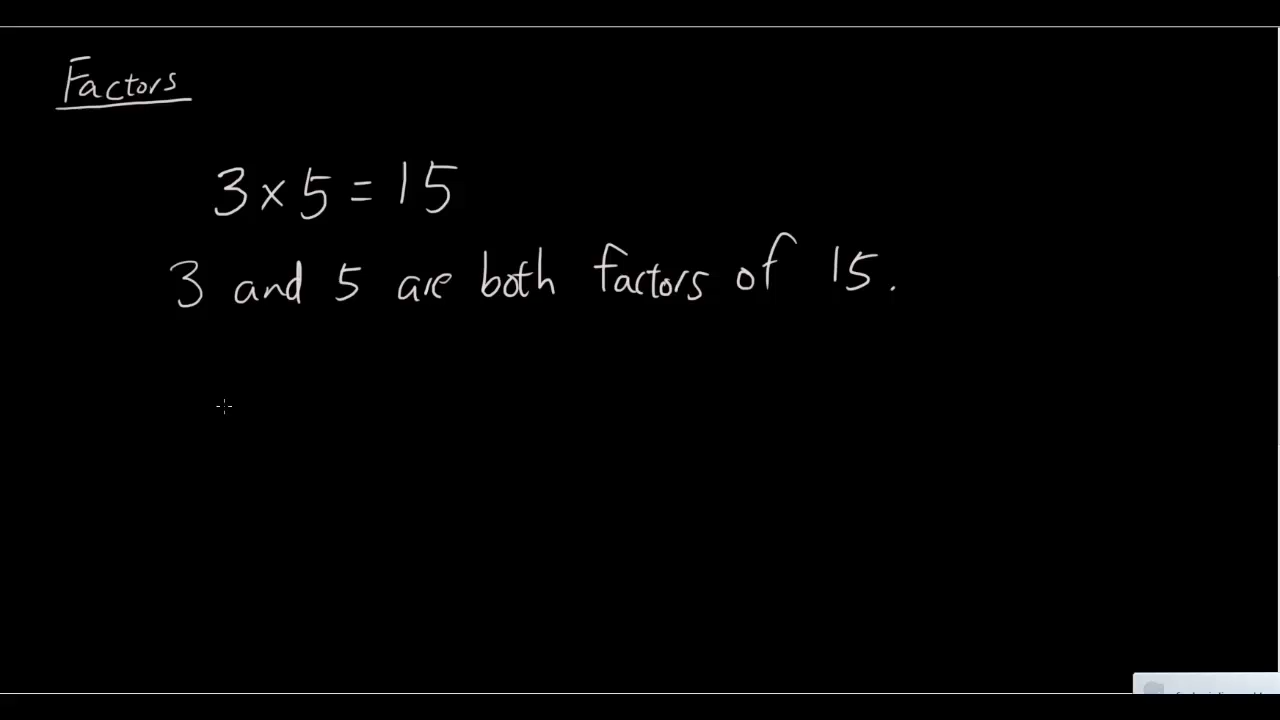 Factors
3 × 5 = 15
3 and 5 are both factors of 15.